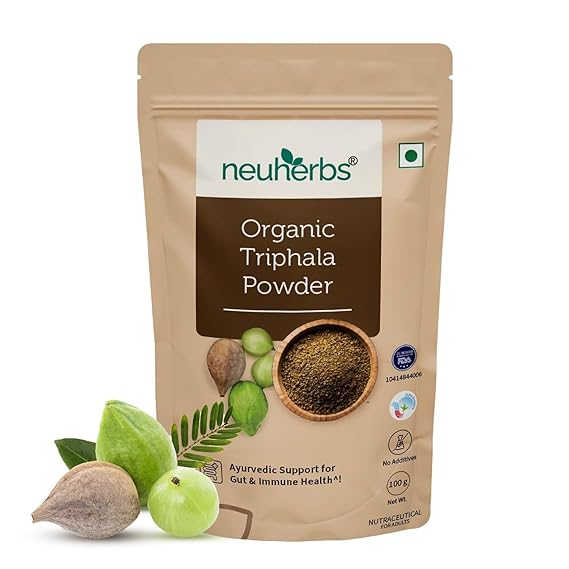 neuherbs®
Organic
Triphala
Powder
FDA
10414844006
No Additives
100 g
Net Wt.
Ayurvedic Support for
Gut & Immune Health^!
NUTRACEUTICAL
FOR ADULTS